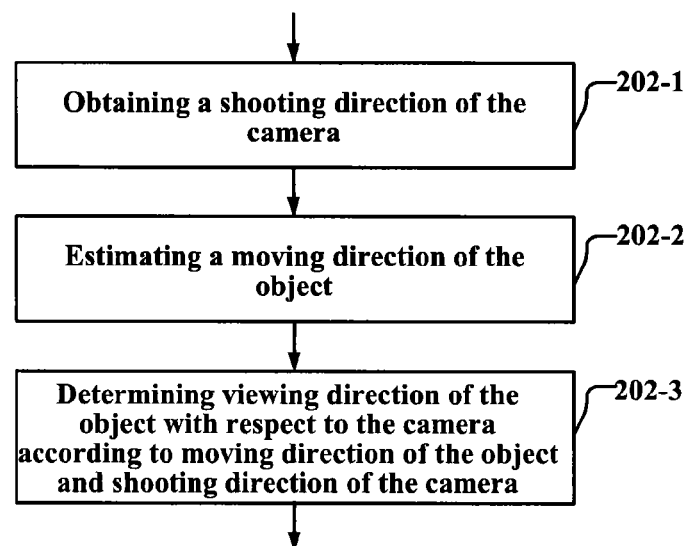 Obtaining a shooting direction of the
camera
202-1
Estimating a moving direction of the
object
202-2
Determining viewing direction of the
object with respect to the camera
according to moving direction of the object
and shooting direction of the camera
202-3